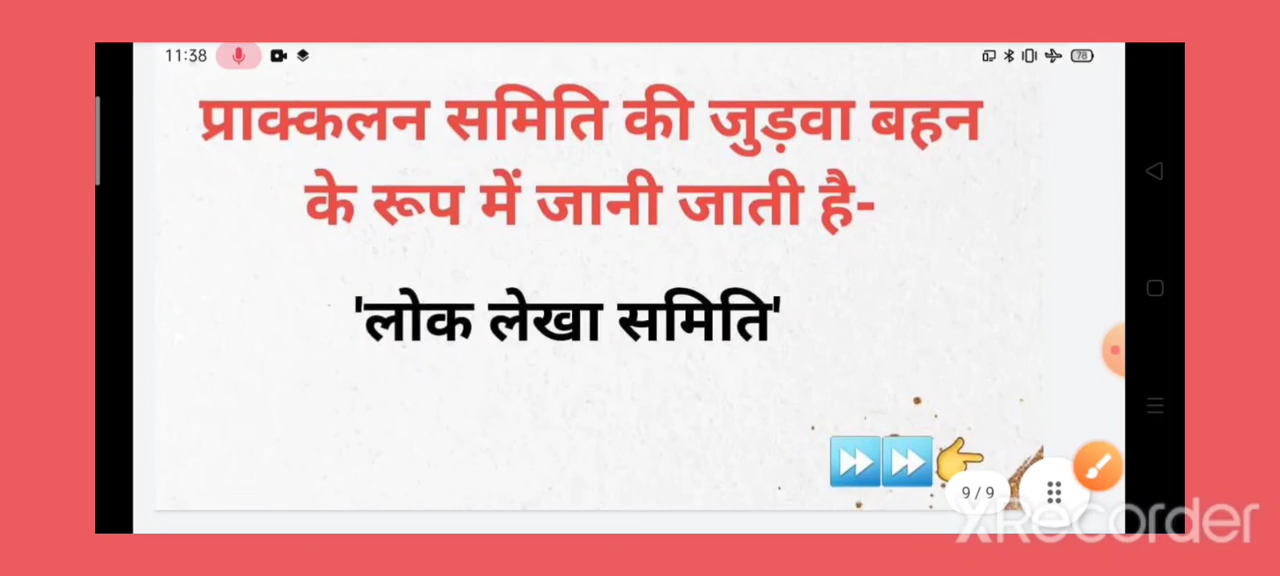 11:38
78
प्राक्कलन समिति की जुड़वा बहन
के रूप में जानी जाती है-
'लोक लेखा समिति'
9/9
XRecorder